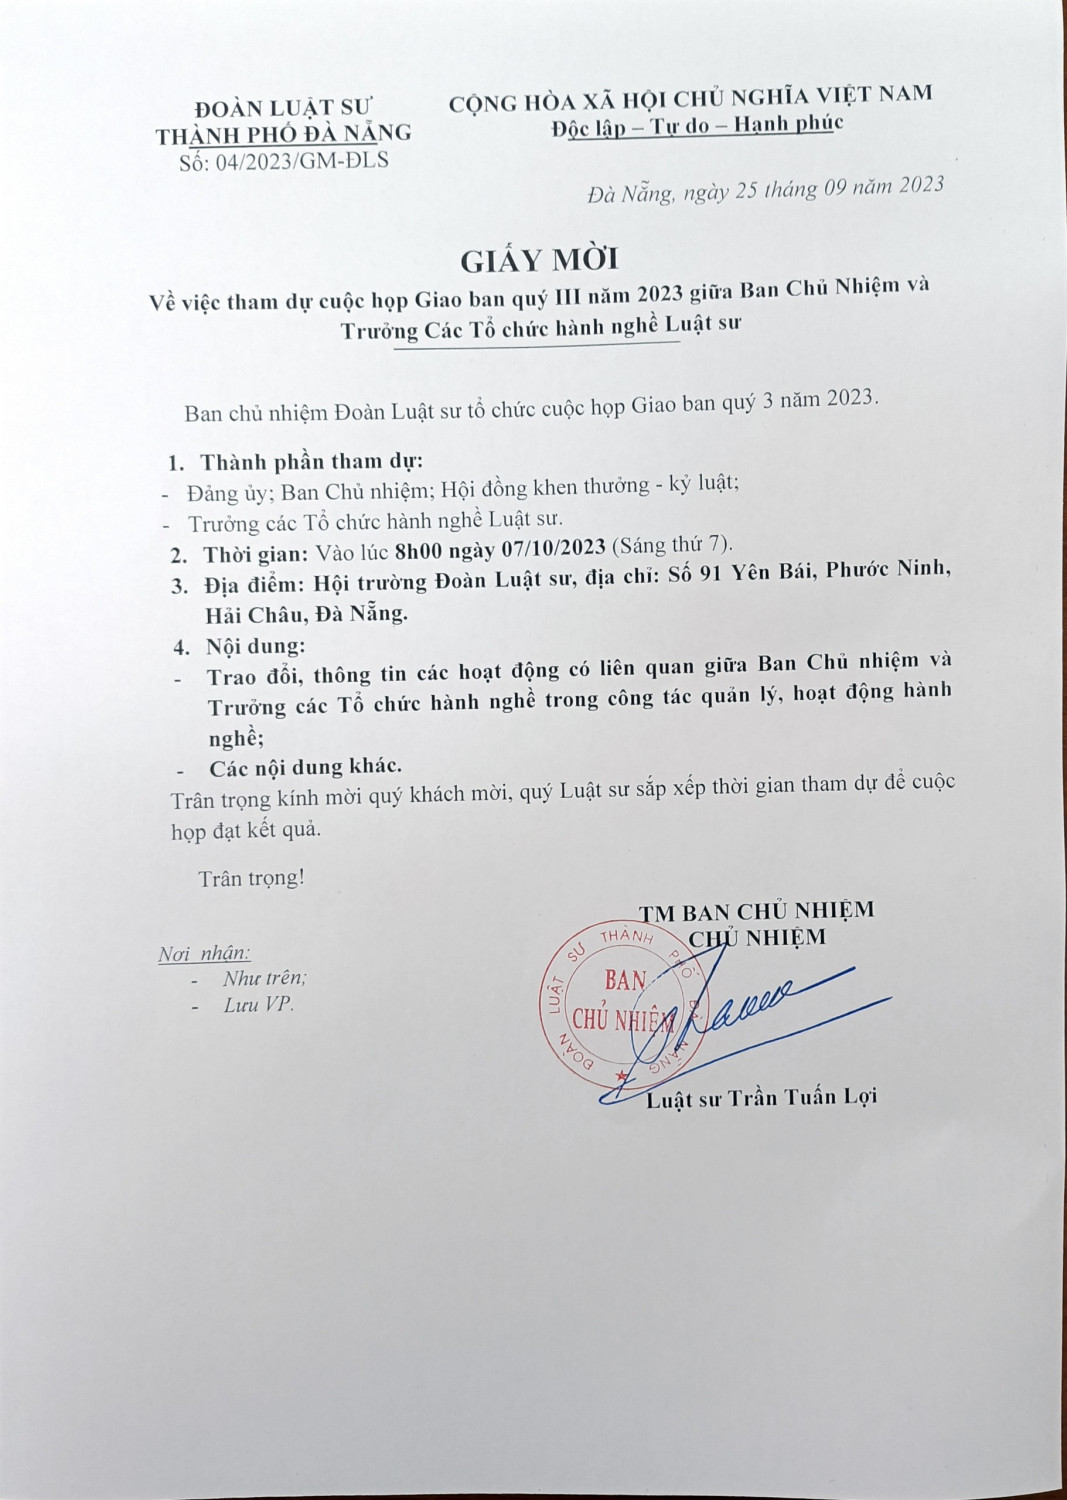 ĐOÀN LUẬT SƯ
THÀNH PHỐ ĐÀ NẴNG
Số: 04/2023/GM-ĐLS
CỘNG HÒA XÃ HỘI CHỦ NGHĨA VIỆT NAM
Độc lập – Tự do – Hạnh phúc
Đà Nẵng, ngày 25 tháng 09 năm 2023
GIẤY MỜI
Về việc tham dự cuộc họp Giao ban quý III năm 2023 giữa Ban Chủ Nhiệm và
Trưởng Các Tổ chức hành nghề Luật sư
Ban chủ nhiệm Đoàn Luật sư tổ chức cuộc họp Giao ban quý 3 năm 2023.
1. Thành phần tham dự:
- Đảng ủy; Ban Chủ nhiệm; Hội đồng khen thưởng - kỷ luật;
- Trưởng các Tổ chức hành nghề Luật sư.
2. Thời gian: Vào lúc 8h00 ngày 07/10/2023 (Sáng thứ 7).
3. Địa điểm: Hội trường Đoàn Luật sư, địa chỉ: Số 91 Yên Bái, Phước Ninh,
Hải Châu, Đà Nẵng.
4. Nội dung:
- Trao đổi, thông tin các hoạt động có liên quan giữa Ban Chủ nhiệm và
Trưởng các Tổ chức hành nghề trong công tác quản lý, hoạt động hành
nghề;
- Các nội dung khác.
Trân trọng kính mời quý khách mời, quý Luật sư sắp xếp thời gian tham dự để cuộc
họp đạt kết quả.
Trân trọng!
TM BAN CHỦ NHIỆM
CHỦ NHIỆM
Nơi nhận:
- Như trên;
- Lưu VP.
ĐOÀN LUẬT SƯ THÀNH PHỐ ĐÀ NẴNG
BAN
CHỦ NHIỆM
Luật sư Trần Tuấn Lợi